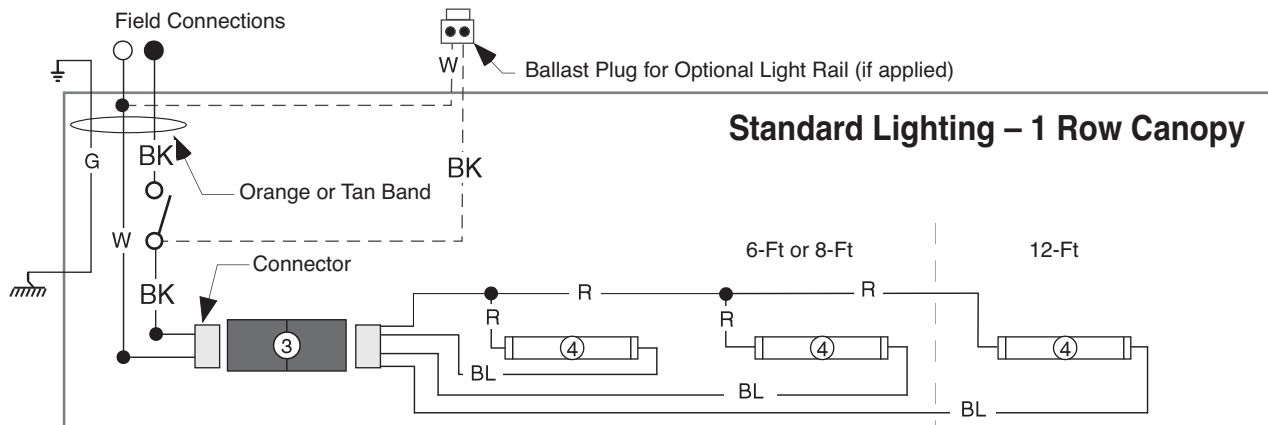 Field Connections
W
Ballast Plug for Optional Light Rail (if applied)
Standard Lighting – 1 Row Canopy
G
BK
BK
Orange or Tan Band
W
6-Ft or 8-Ft
12-Ft
Connector
BK
R
R
R
R
3
4
4
4
BL
BL
BL